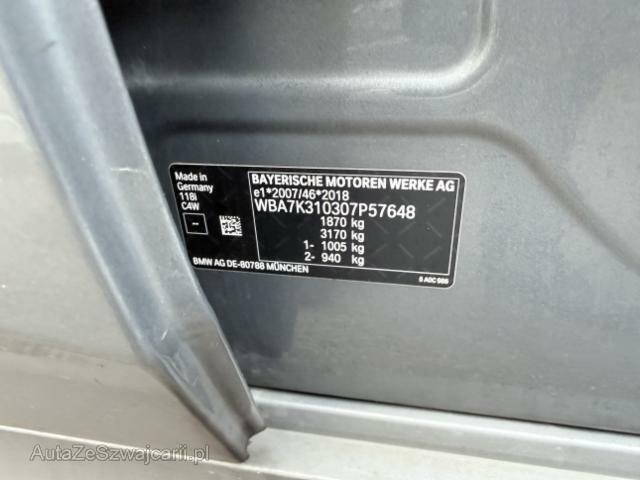 Made in
Germany
118i
C4W
BAYERISCHE MOTOREN WERKE AG
e1*2007/46*2018
WBA7K310307P57648
1870 kg
3170 kg
1- 1005 kg
2- 940 kg
BMW AG DE-80788 MÜNCHEN
AutaZeSzwajcarii.pl